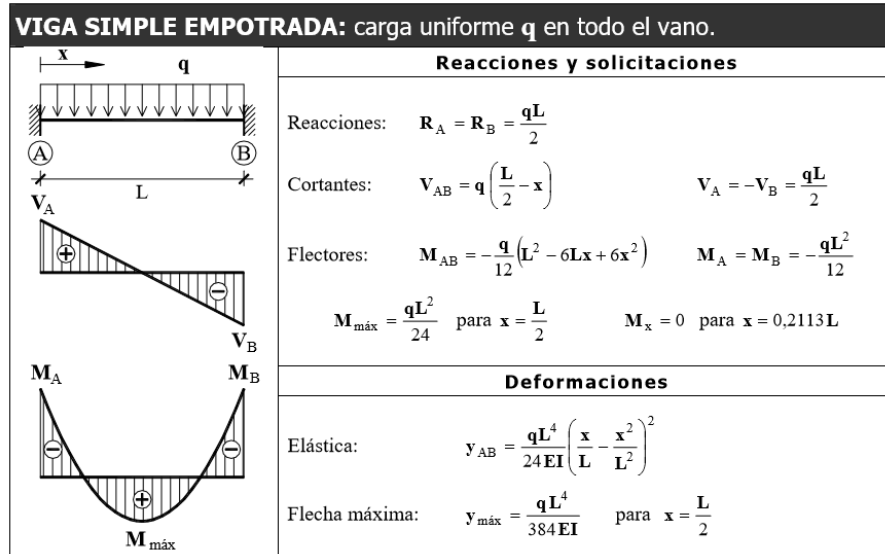 VIGA SIMPLE EMPOTRADA: carga uniforme q en todo el vano.
x
q
A
B
L
V_A
+
−
V_B
M_A
M_B
−
−
+
M_máx
Reacciones y solicitaciones
Reacciones: R_A = R_B = qL/2
Cortantes: V_AB = q(L/2 − x) V_A = −V_B = qL/2
Flectores: M_AB = −q/12 (L² − 6Lx + 6x²) M_A = M_B = −qL²/12
M_máx = qL²/24 para x = L/2 M_x = 0 para x = 0,2113L
Deformaciones
Elástica: y_AB = qL⁴/24EI (x/L − x²/L²)²
Flecha máxima: y_máx = qL⁴/384EI para x = L/2